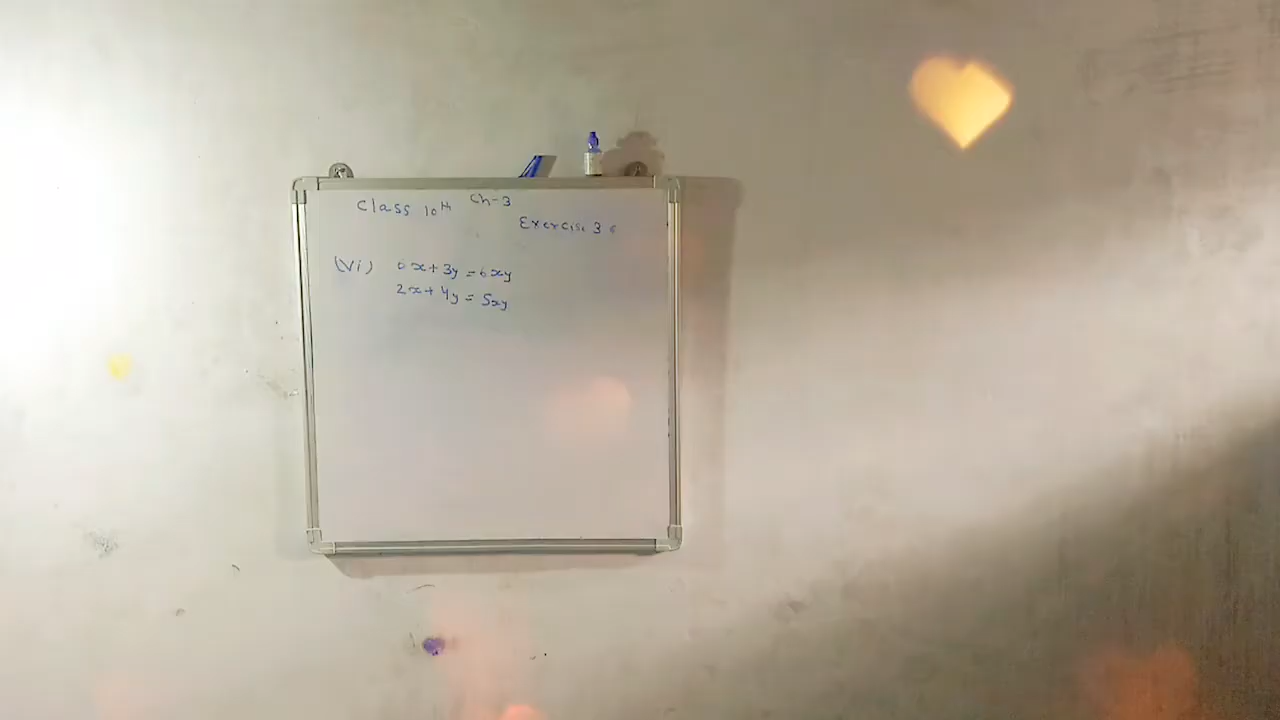 Class 10th Ch-3
Exercise 3.6
(Vi) 6x+3y=6xy
2x+4y=5xy